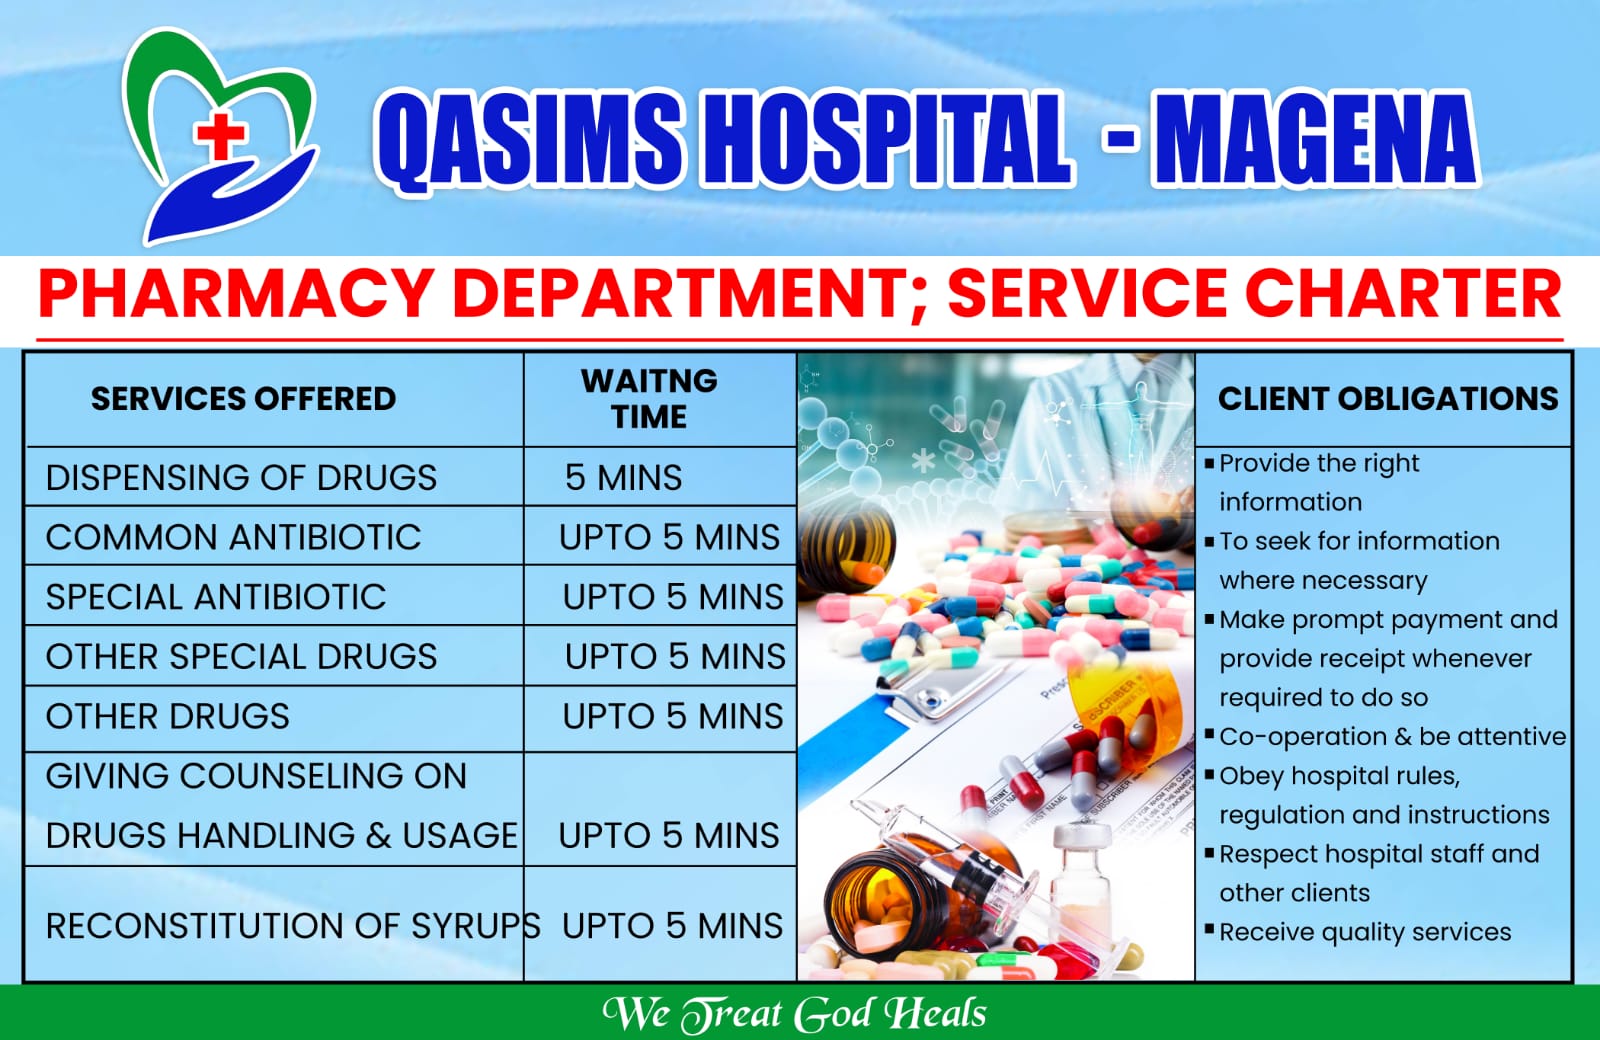 QASIMS HOSPITAL - MAGENA
PHARMACY DEPARTMENT; SERVICE CHARTER
SERVICES OFFERED
WAITNG
TIME
DISPENSING OF DRUGS
5 MINS
COMMON ANTIBIOTIC
UPTO 5 MINS
SPECIAL ANTIBIOTIC
UPTO 5 MINS
OTHER SPECIAL DRUGS
UPTO 5 MINS
OTHER DRUGS
UPTO 5 MINS
GIVING COUNSELING ON
DRUGS HANDLING & USAGE
UPTO 5 MINS
RECONSTITUTION OF SYRUPS
UPTO 5 MINS
CLIENT OBLIGATIONS
▪Provide the right
information
▪To seek for information
where necessary
▪Make prompt payment and
provide receipt whenever
required to do so
▪Co-operation & be attentive
▪Obey hospital rules,
regulation and instructions
▪Respect hospital staff and
other clients
▪Receive quality services
We Treat God Heals